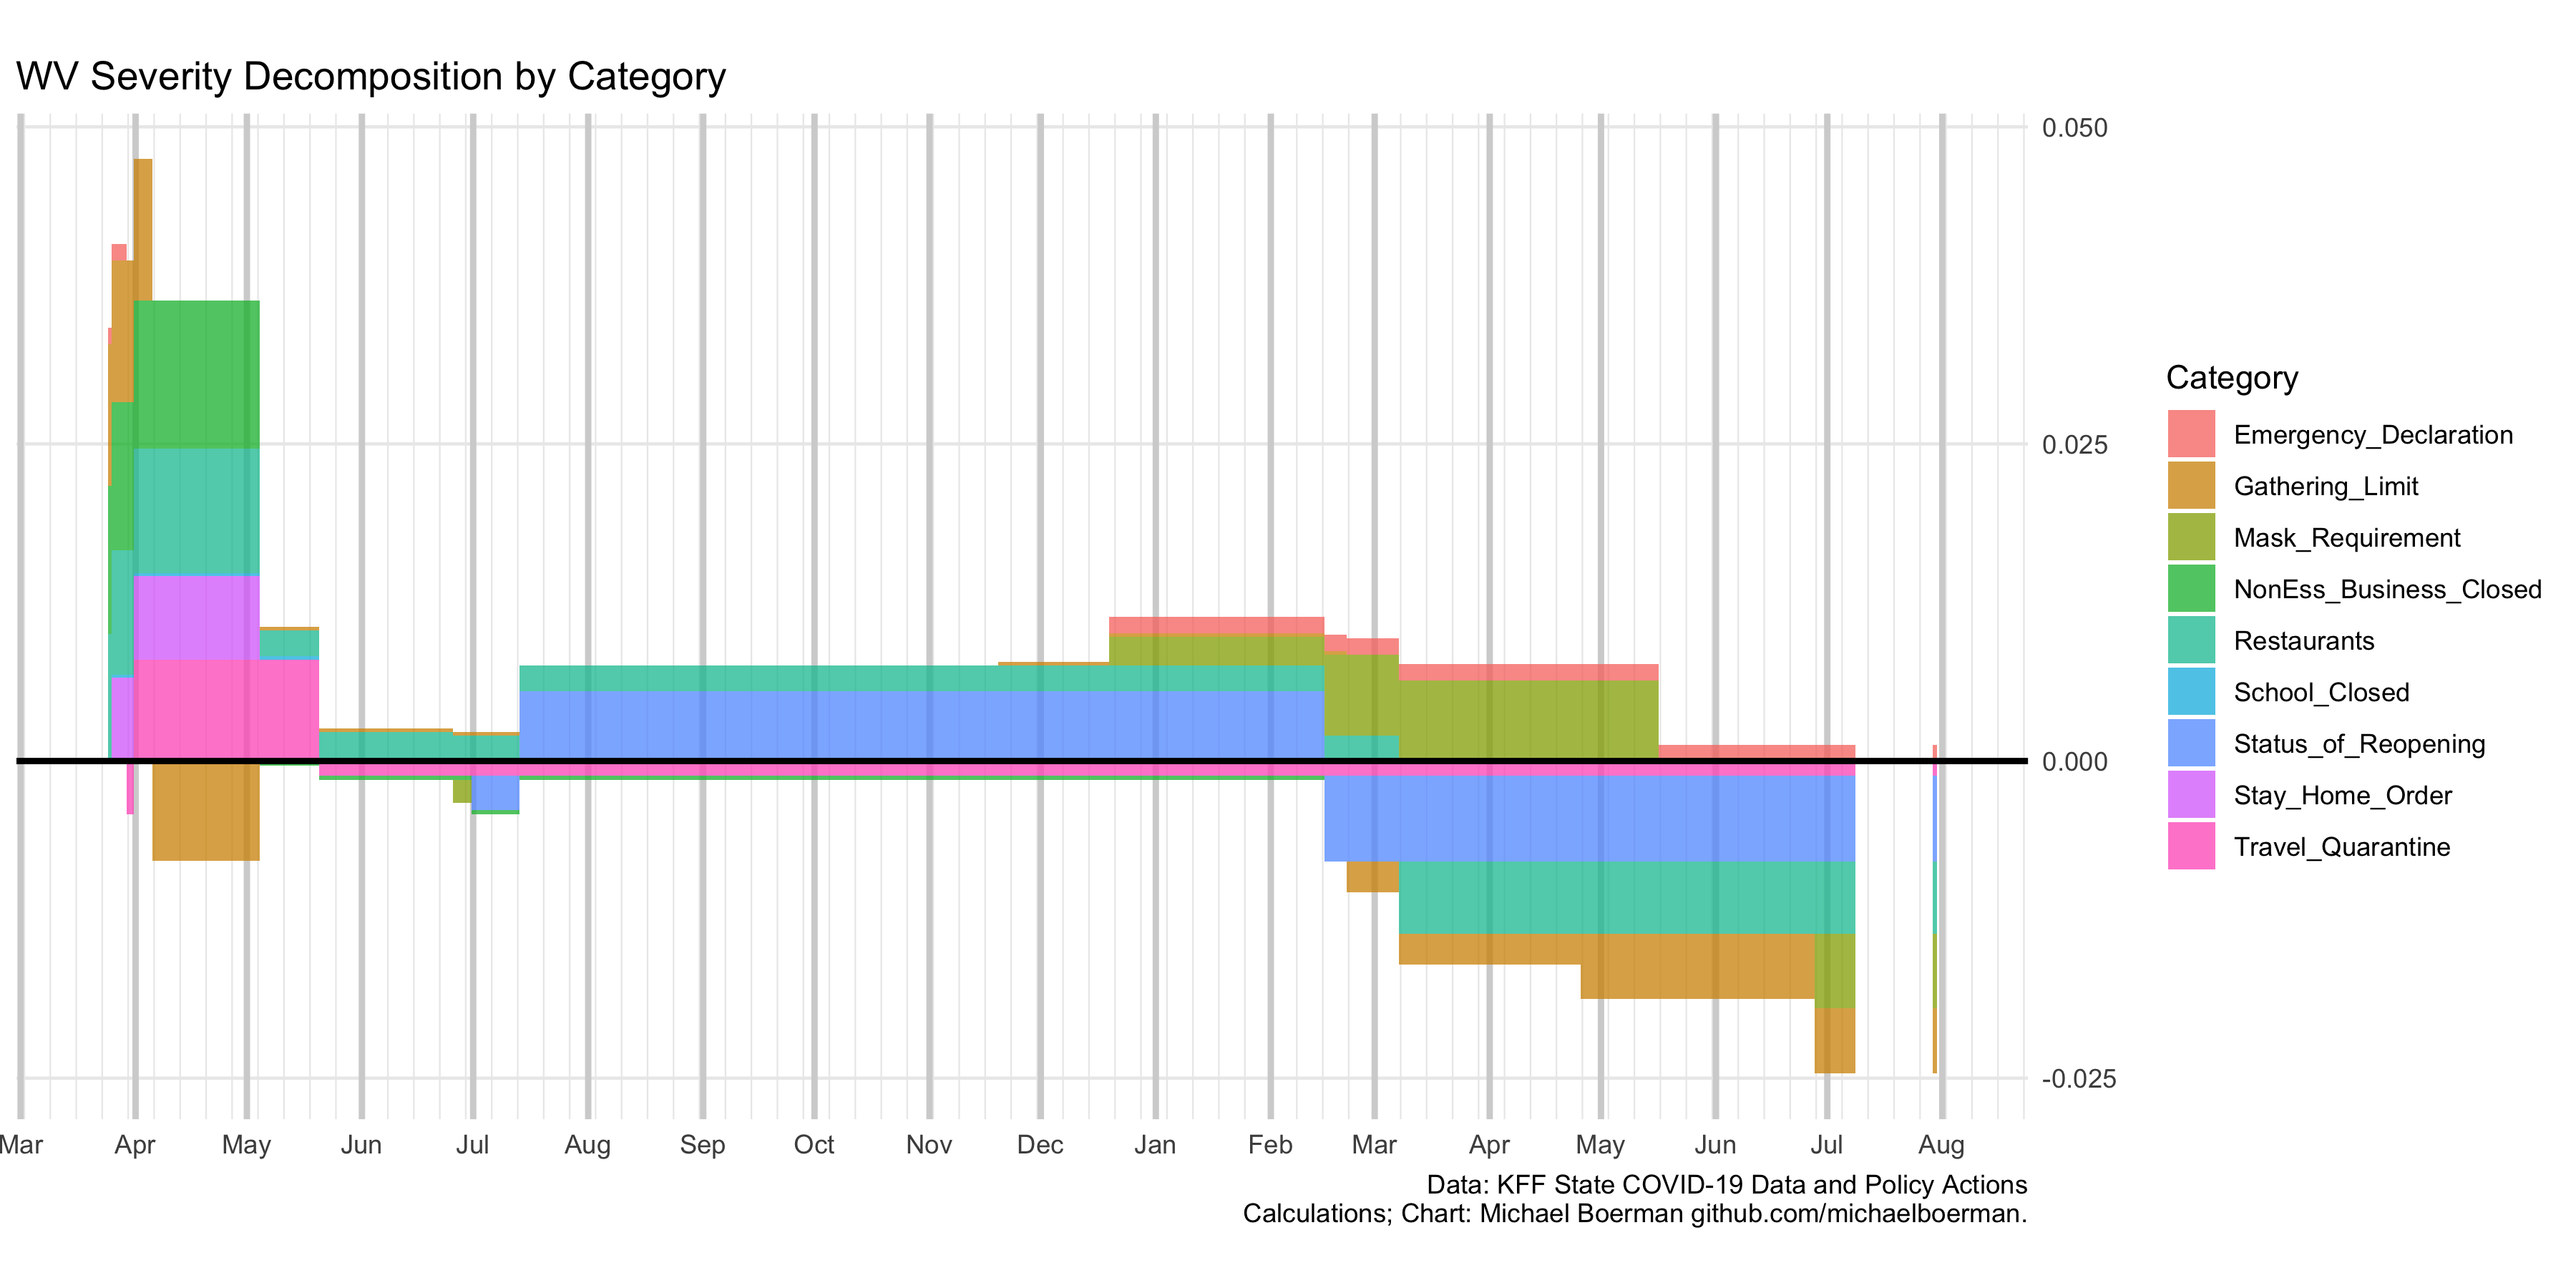 WV Severity Decomposition by Category
0.050
0.025
0.000
-0.025
Mar Apr May Jun Jul Aug Sep Oct Nov Dec Jan Feb Mar Apr May Jun Jul Aug
Data: KFF State COVID-19 Data and Policy Actions
Calculations; Chart: Michael Boerman github.com/michaelboerman.
Category
Emergency_Declaration
Gathering_Limit
Mask_Requirement
NonEss_Business_Closed
Restaurants
School_Closed
Status_of_Reopening
Stay_Home_Order
Travel_Quarantine